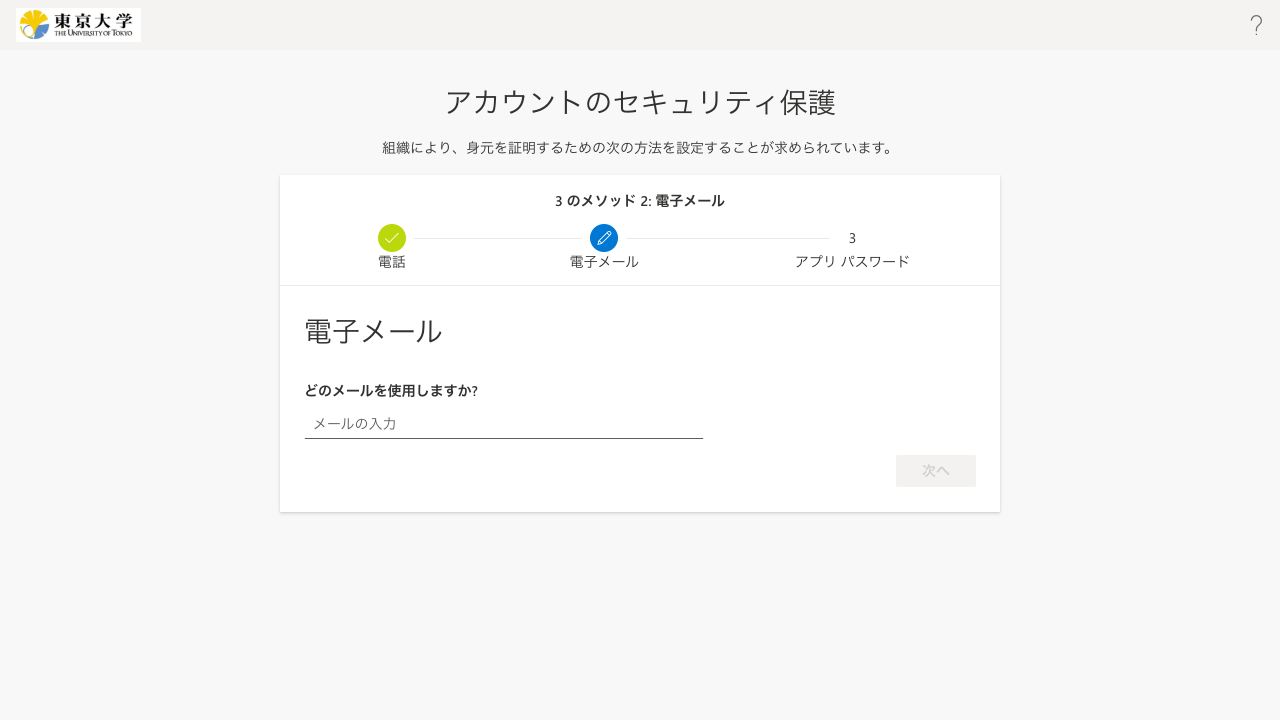 東京大学
THE UNIVERSITY OF TOKYO
?
アカウントのセキュリティ保護
組織により、身元を証明するための次の方法を設定することが求められています。
3 のメソッド 2: 電子メール
3
電話
電子メール
アプリ パスワード
電子メール
どのメールを使用しますか?
メールの入力
次へ